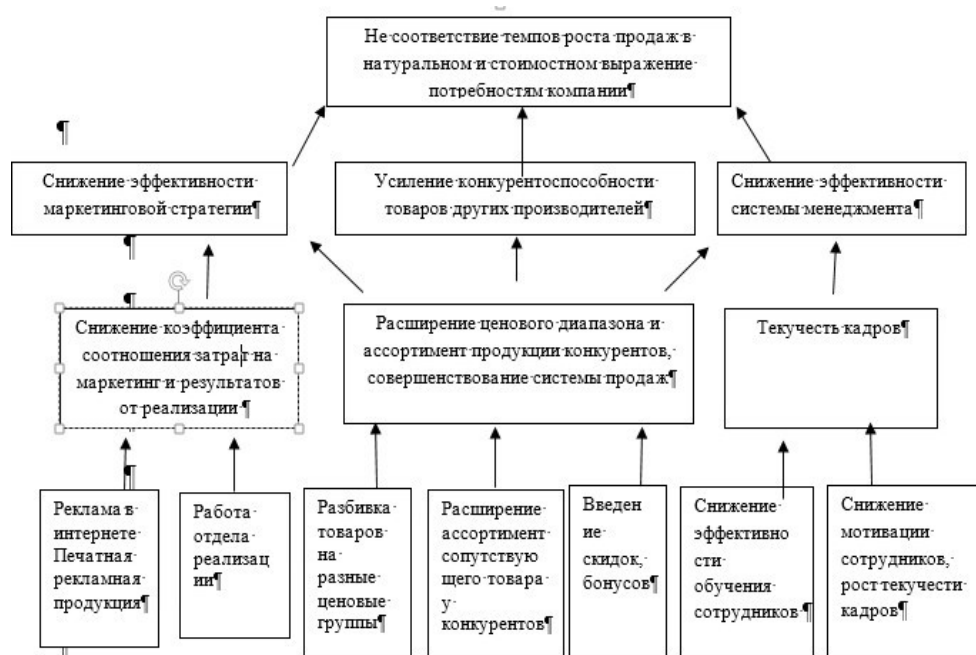 Не соответствие темпов роста продаж в
натуральном и стоимостном выражение
потребностям компании¶
¶
Снижение эффективности
маркетинговой стратегии¶
Усиление конкурентоспособности
товаров других производителей¶
Снижение эффективности
системы менеджмента¶
¶
¶
Снижение коэффициента
соотношения затрат на
маркетинг и результатов
от реализации¶
Расширение ценового диапазона и
ассортимент продукции конкурентов,
совершенствование системы продаж¶
Текучесть кадров¶
¶
Реклама в
интернете
Печатная
рекламная
продукция¶
Работа
отдела
реализац
ии¶
Разбивка
товаров
на
разные
ценовые
группы¶
Расширение
ассортимент
сопутствую
щего товара
у
конкурентов¶
Введен
ие
скидок,
бонусов¶
Снижение
эффективно
сти
обучения
сотрудников¶
Снижение
мотивации
сотрудников,
рост текучести
кадров¶